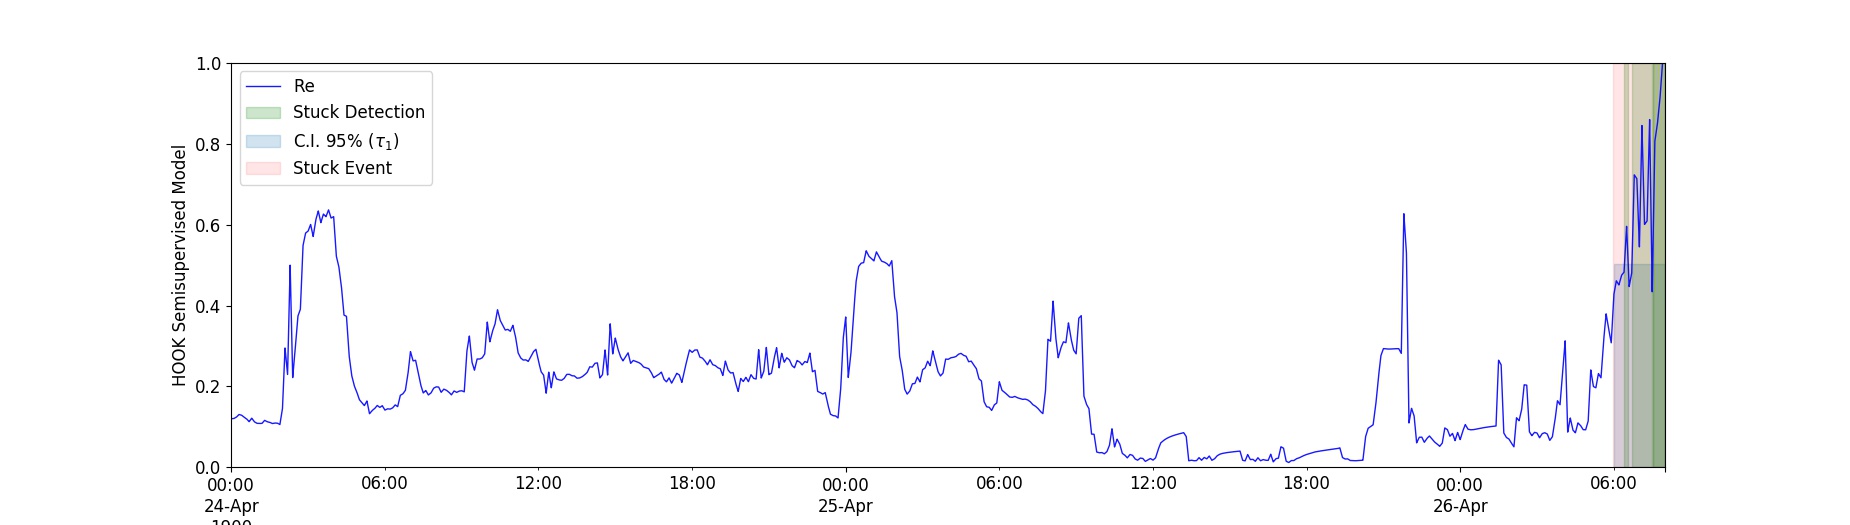 1.0
0.8
0.6
0.4
0.2
0.0
HOOK Semisupervised Model
Re
Stuck Detection
C.I. 95% (τ₁)
Stuck Event
00:00 06:00 12:00 18:00 00:00 06:00 12:00 18:00 00:00 06:00
24-Apr 25-Apr 26-Apr
1900